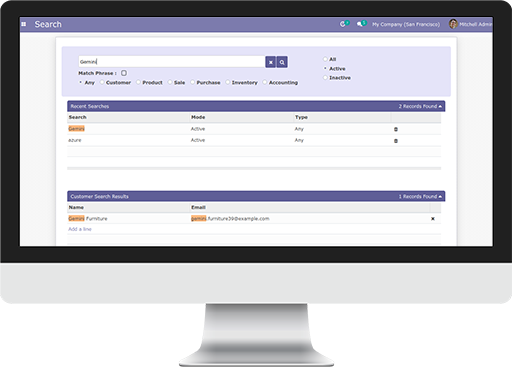 Search My Company (San Francisco) Mitchell Admin
Gemini
All
Match Phrase :
Active
Any Customer Product Sale Purchase Inventory Accounting
Inactive
Recent Searches 2 Records Found
Search Mode Type
Gemini Active Any
azure Active Any
Customer Search Results 1 Records Found
Name Email
Gemini Furniture gemini.furniture39@example.com
Add a line